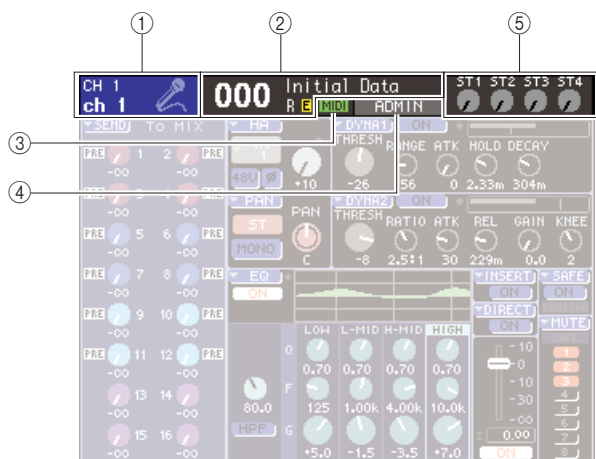 ① ② ⑤
CH 1
ch 1
000 Initial Data
R E MIDI ADMIN
ST1 ST2 ST3 ST4
③
④
SEND TO MIX
PRE 1 2 PRE
-∞ -∞
PRE 5 6 PRE
-∞ -∞
PRE 7 8 PRE
-∞ -∞
PRE 9 10 PRE
-∞ -∞
PRE 11 12 PRE
-∞ -∞
13 14
-∞ -∞
15 16
-∞ -∞
HA
1
48V ø
+10
PAN
ST
MONO
PAN
C
DYNA1 ON
THRESH RANGE ATK HOLD DECAY
-26 56 0 2.33m 304m
DYNA2 ON
THRESH RATIO ATK REL GAIN KNEE
-8 2.5:1 30 229m 0.0 2
EQ
ON
LOW L-MID H-MID HIGH
Q
0.70 0.70 0.70 0.70
F
80.0 125 1.00k 4.00k 10.0k
HPF G
+5.0 -1.5 -3.5 +7.0
INSERT
ON
DIRECT
ON
SAFE
ON
MUTE
10
0
10
30
-∞
0.00
ON
1
2
3
4
5
6
7
8